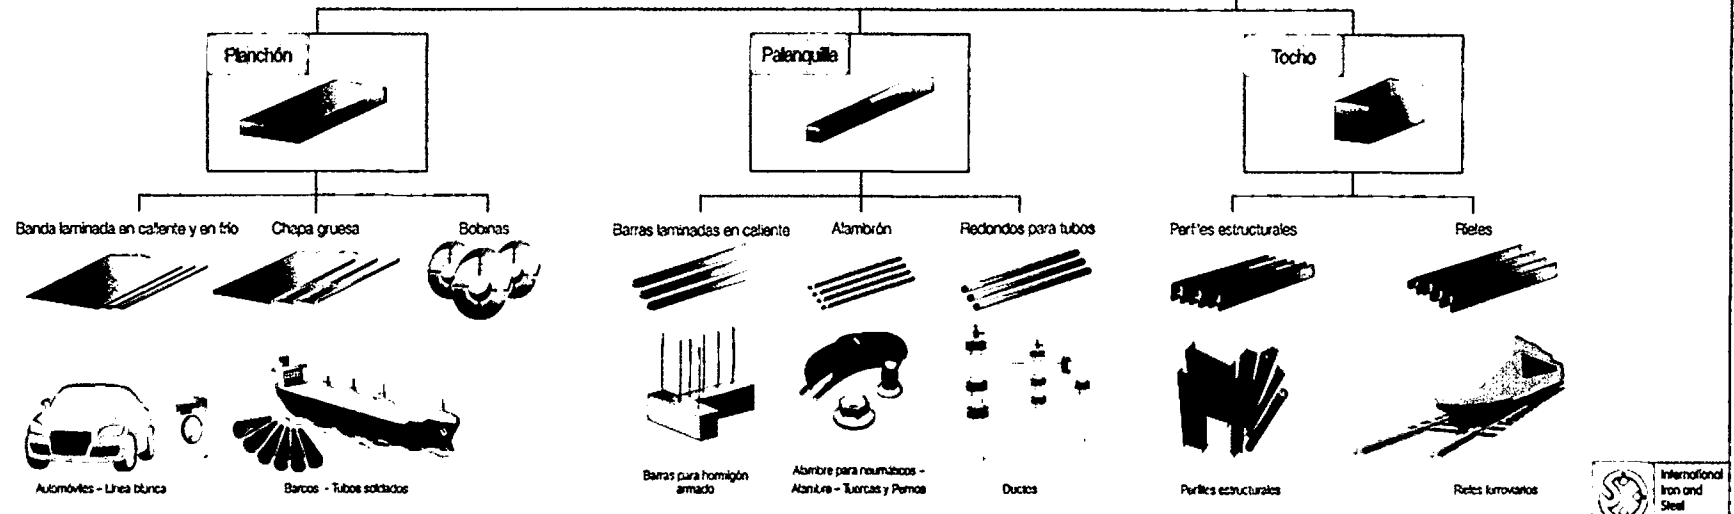 Planchón
Palanquilla
Tocho
Banda laminada en caliente y en frío
Chapa gruesa
Bobinas
Barras laminadas en caliente
Alambrón
Redondos para tubos
Perfiles estructurales
Rieles
Automóviles - Línea blanca
Barcos - Tubos soldados
Barras para hormigón
armado
Alambre para neumáticos -
Alambre - Tuercas y Pernos
Ductos
Perfiles estructurales
Rieles ferroviarios
International
Iron and
Steel